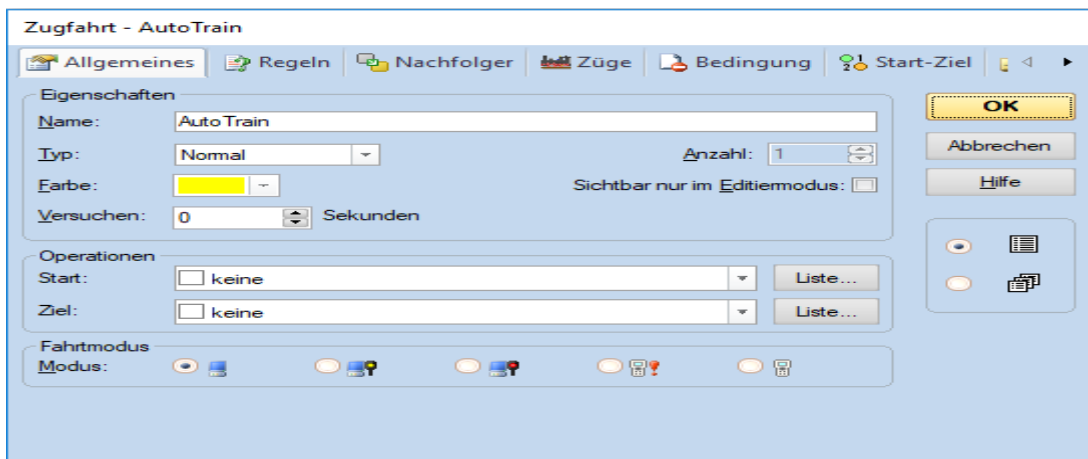 Zugfahrt - AutoTrain
Allgemeines Regeln Nachfolger Züge Bedingung Start-Ziel
Eigenschaften
Name: AutoTrain
Typ: Normal Anzahl: 1
Farbe: Sichtbar nur im Editiermodus:
Versuchen: 0 Sekunden
Operationen
Start: keine Liste...
Ziel: keine Liste...
Fahrtmodus
Modus:
OK
Abbrechen
Hilfe